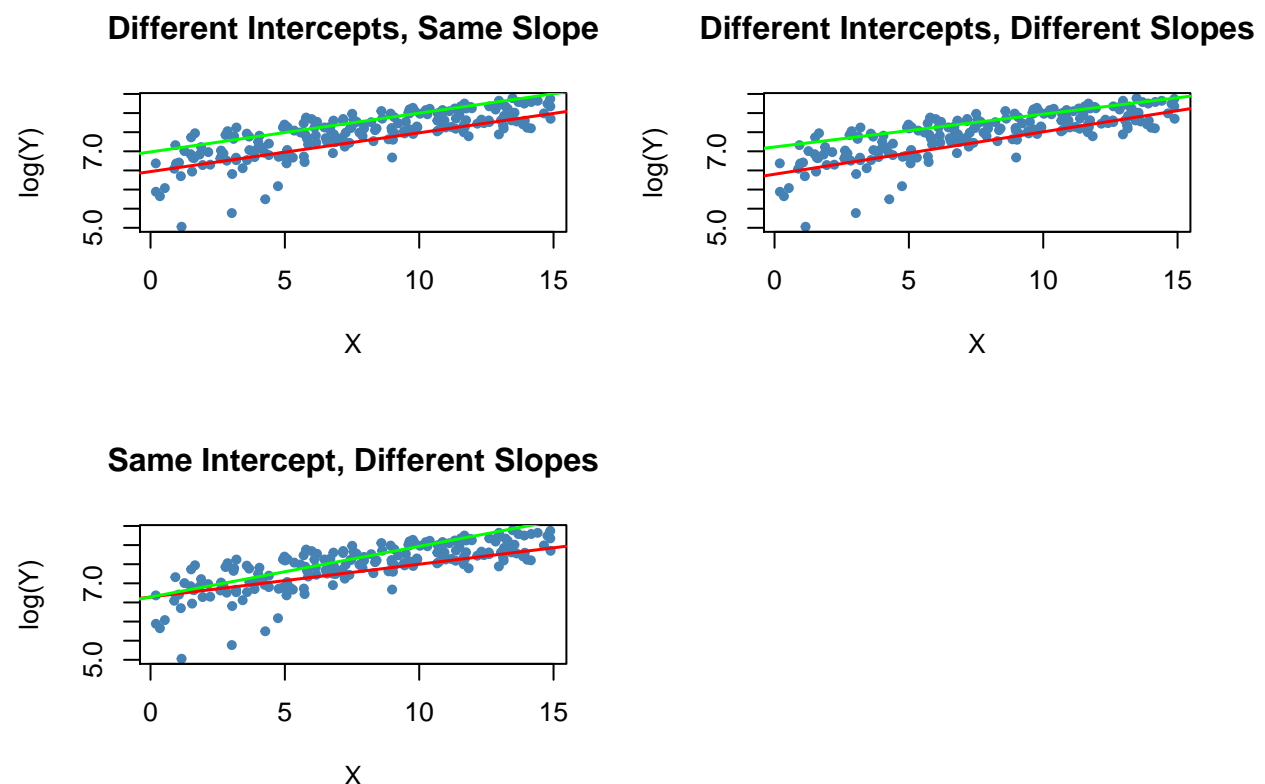 Different Intercepts, Same Slope
log(Y)
7.0
5.0
0 5 10 15
X
Different Intercepts, Different Slopes
log(Y)
7.0
5.0
0 5 10 15
X
Same Intercept, Different Slopes
log(Y)
7.0
5.0
0 5 10 15
X